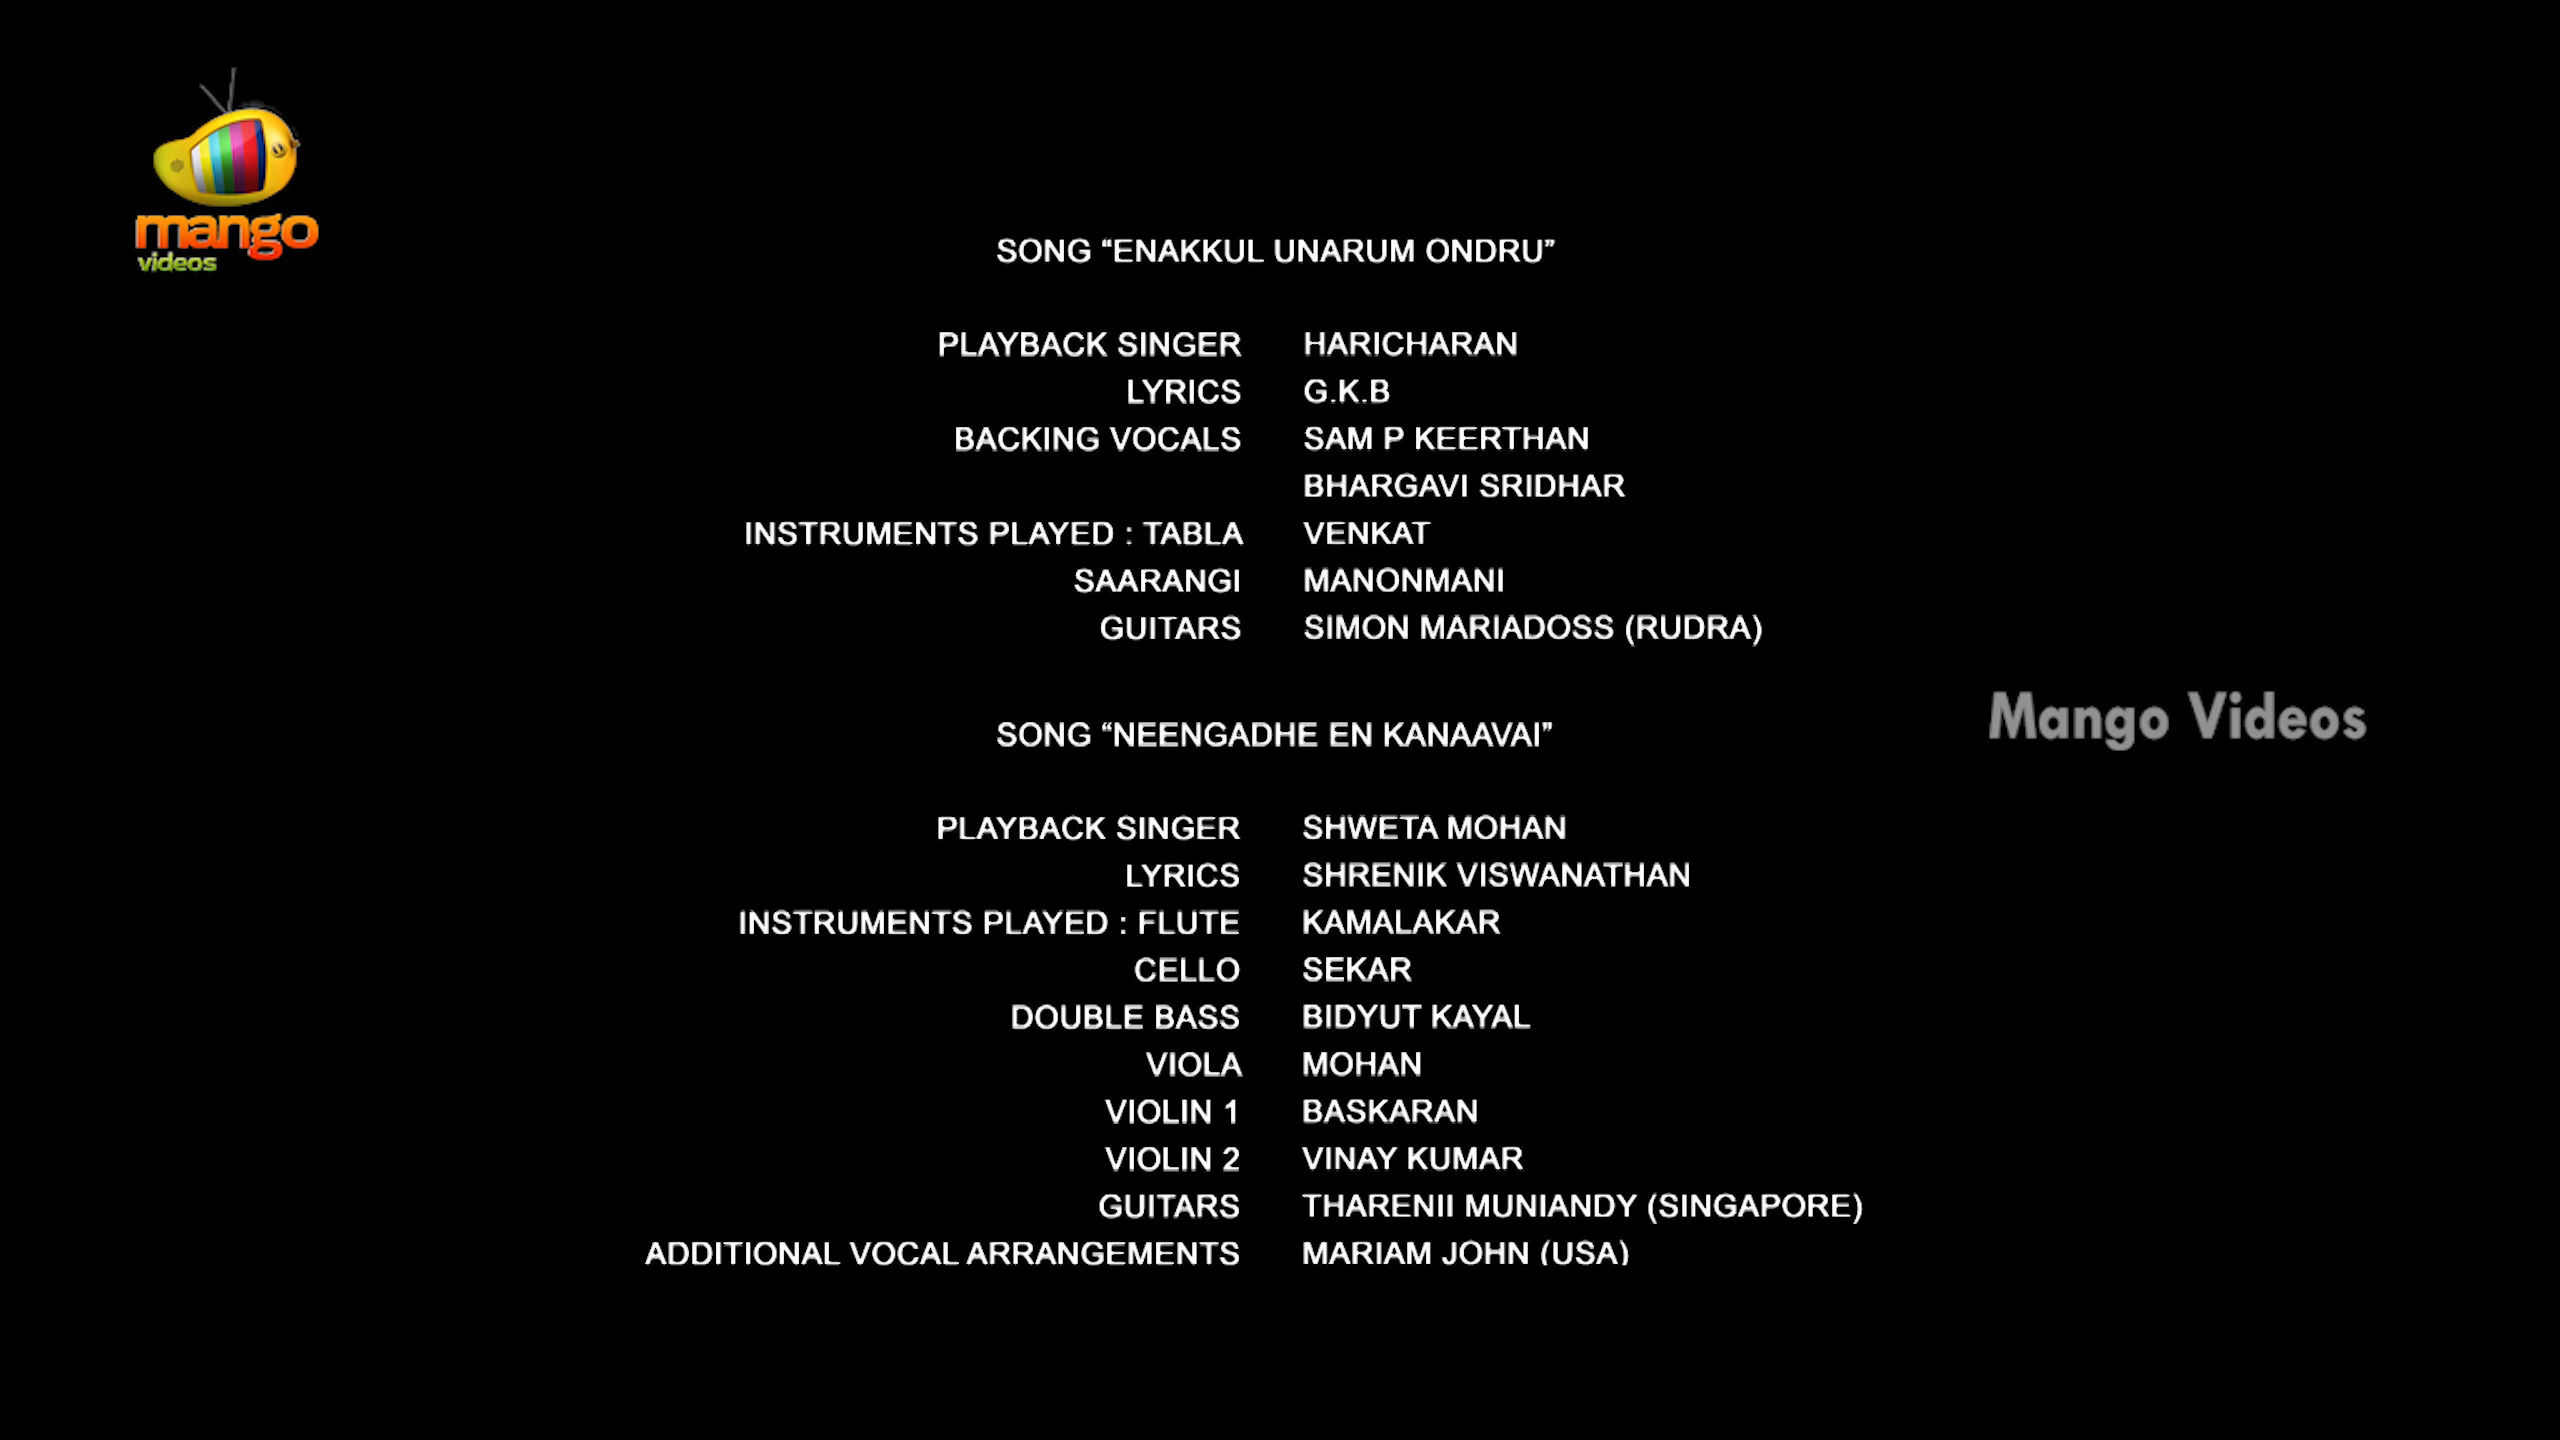 mango
videos
SONG “ENAKKUL UNARUM ONDRU”
PLAYBACK SINGER HARICHARAN
LYRICS G.K.B
BACKING VOCALS SAM P KEERTHAN
BHARGAVI SRIDHAR
INSTRUMENTS PLAYED : TABLA VENKAT
SAARANGI MANONMANI
GUITARS SIMON MARIADOSS (RUDRA)
Mango Videos
SONG “NEENGADHE EN KANAAVAI”
PLAYBACK SINGER SHWETA MOHAN
LYRICS SHRENIK VISWANATHAN
INSTRUMENTS PLAYED : FLUTE KAMALAKAR
CELLO SEKAR
DOUBLE BASS BIDYUT KAYAL
VIOLA MOHAN
VIOLIN 1 BASKARAN
VIOLIN 2 VINAY KUMAR
GUITARS THARENII MUNIANDY (SINGAPORE)
ADDITIONAL VOCAL ARRANGEMENTS MARIAM JOHN (USA)